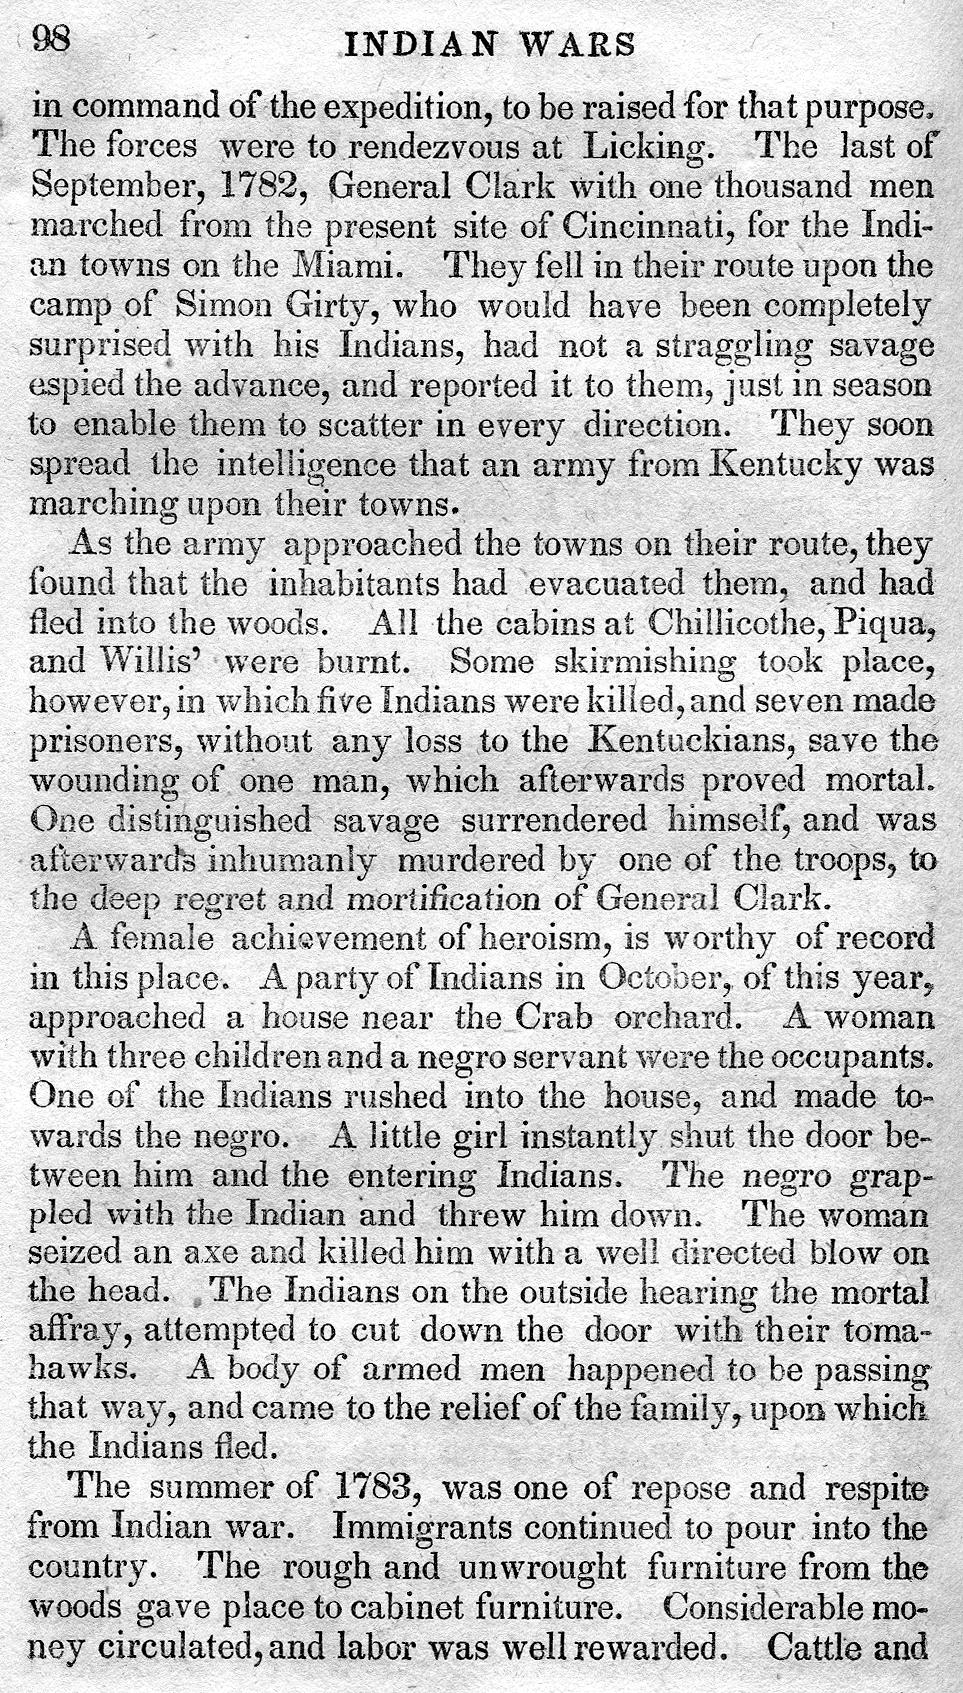 98
INDIAN WARS
in command of the expedition, to be raised for that purpose.
The forces were to rendezvous at Licking. The last of
September, 1782, General Clark with one thousand men
marched from the present site of Cincinnati, for the Indi-
an towns on the Miami. They fell in their route upon the
camp of Simon Girty, who would have been completely
surprised with his Indians, had not a straggling savage
espied the advance, and reported it to them, just in season
to enable them to scatter in every direction. They soon
spread the intelligence that an army from Kentucky was
marching upon their towns.
As the army approached the towns on their route, they
found that the inhabitants had evacuated them, and had
fled into the woods. All the cabins at Chillicothe, Piqua,
and Willis' were burnt. Some skirmishing took place,
however, in which five Indians were killed, and seven made
prisoners, without any loss to the Kentuckians, save the
wounding of one man, which afterwards proved mortal.
One distinguished savage surrendered himself, and was
afterwards inhumanly murdered by one of the troops, to
the deep regret and mortification of General Clark.
A female achievement of heroism, is worthy of record
in this place. A party of Indians in October, of this year,
approached a house near the Crab orchard. A woman
with three children and a negro servant were the occupants.
One of the Indians rushed into the house, and made to-
wards the negro. A little girl instantly shut the door be-
tween him and the entering Indians. The negro grap-
pled with the Indian and threw him down. The woman
seized an axe and killed him with a well directed blow on
the head. The Indians on the outside hearing the mortal
affray, attempted to cut down the door with their toma-
hawks. A body of armed men happened to be passing
that way, and came to the relief of the family, upon which
the Indians fled.
The summer of 1783, was one of repose and respite
from Indian war. Immigrants continued to pour into the
country. The rough and unwrought furniture from the
woods gave place to cabinet furniture. Considerable mo-
ney circulated, and labor was well rewarded. Cattle and